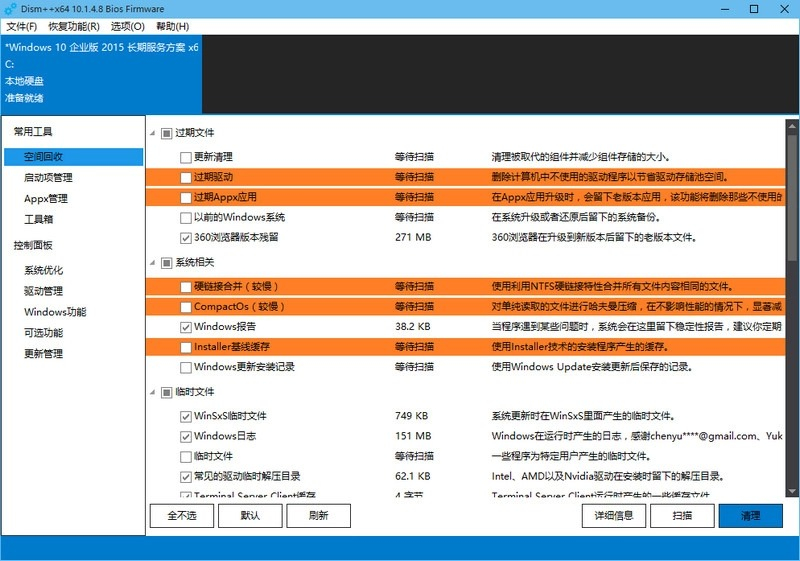 Dism++x64 10.1.4.8 Bios Firmware
文件(F) 恢复功能(R) 选项(O) 帮助(H)
*Windows 10 企业版 2015 长期服务方案 x6
C:
本地硬盘
准备就绪
常用工具
空间回收
启动项管理
Appx管理
工具箱
控制面板
系统优化
驱动管理
Windows功能
可选功能
更新管理
过期文件
更新清理 等待扫描 清理被取代的组件并减少组件存储的大小。
过期驱动 等待扫描 删除计算机中不使用的驱动程序以节省驱动存储池空间。
过期Appx应用 等待扫描 在Appx应用升级时，会留下老版本应用，该功能将删除那些不使用的
以前的Windows系统 等待扫描 在系统升级或者还原后留下的系统备份。
360浏览器版本残留 271 MB 360浏览器在升级到新版本后留下的老版本文件。
系统相关
硬链接合并（较慢） 等待扫描 使用利用NTFS硬链接特性合并所有文件内容相同的文件。
CompactOs（较慢） 等待扫描 对单纯读取的文件进行哈夫曼压缩，在不影响性能的情况下，显著减
Windows报告 38.2 KB 当程序遇到某些问题时，系统会在这里留下稳定性报告，建议你定期
Installer基线缓存 等待扫描 使用Installer技术的安装程序产生的缓存。
Windows更新安装记录 等待扫描 使用Windows Update安装更新后保存的记录。
临时文件
WinSxS临时文件 749 KB 系统更新时在WinSxS里面产生的临时文件。
Windows日志 151 MB Windows在运行时产生的日志，感谢chenyu****@gmail.com、Yuk
临时文件 等待扫描 一些程序为特定用户产生的临时文件。
常见的驱动临时解压目录 62.1 KB Intel、AMD以及Nvidia驱动在安装时留下的解压目录。
Terminal Server Client缓存 4 字节 Terminal Server Client运行时产生的一些缓存文件
全不选 默认 刷新 详细信息 扫描 清理